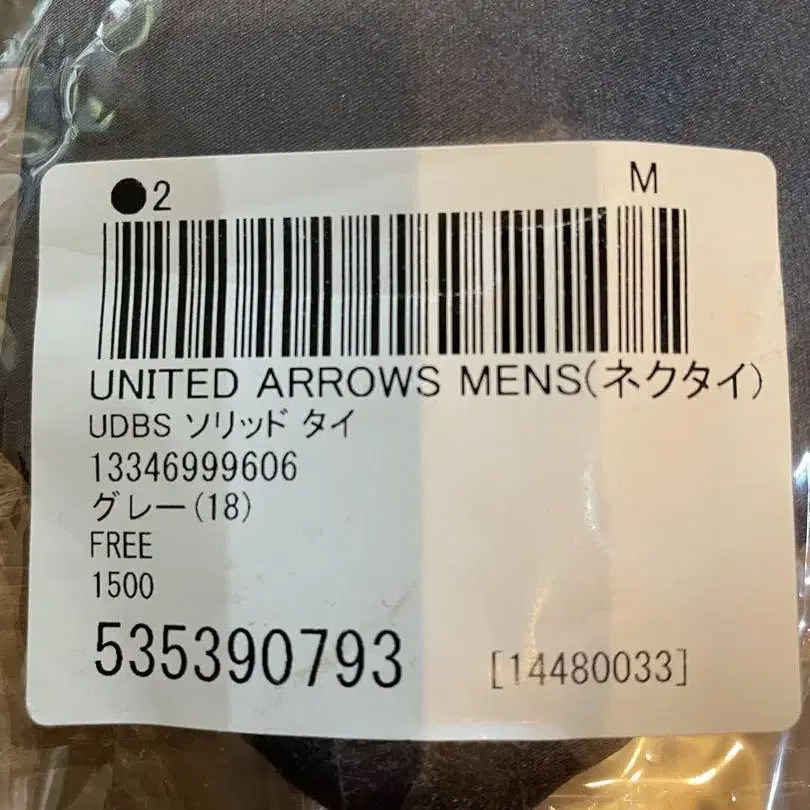 ●2 M
UNITED ARROWS MENS(ネクタイ)
UDBS ソリッド タイ
13346999606
グレー(18)
FREE
1500
535390793 [14480033]